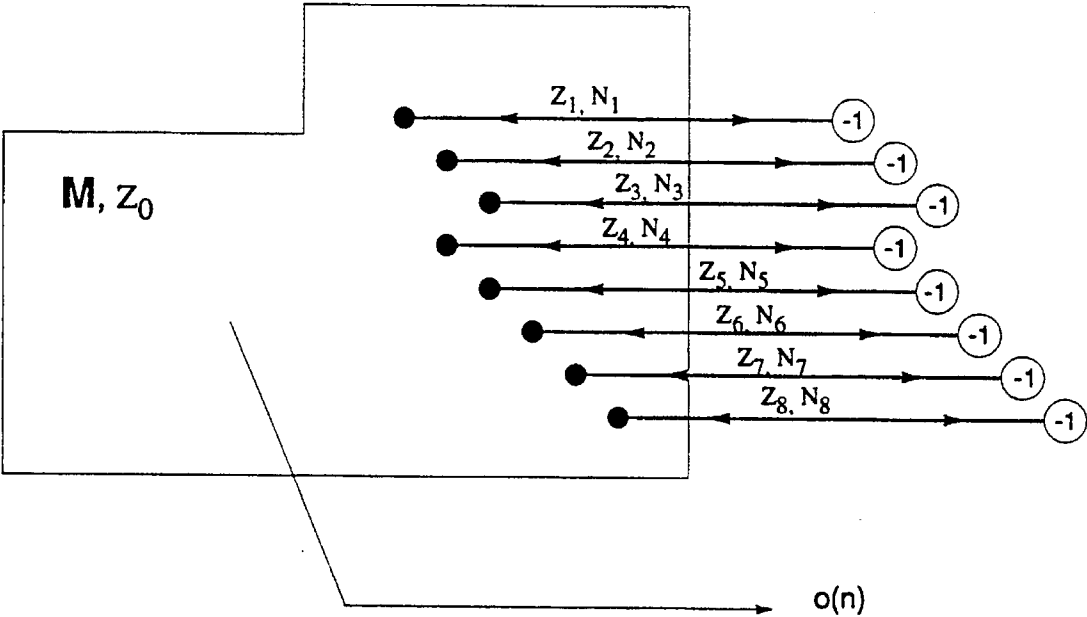 Z1, N1
-1
Z2, N2
-1
M, Z0
Z3, N3
-1
Z4, N4
-1
Z5, N5
-1
Z6, N6
-1
Z7, N7
-1
Z8, N8
-1
o(n)